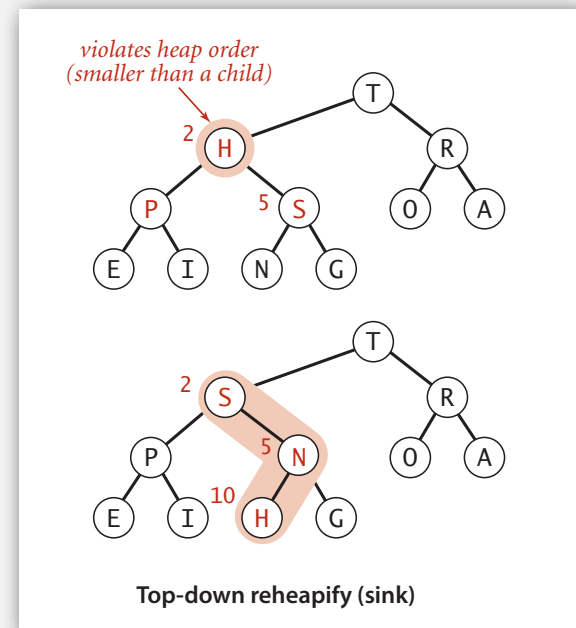 violates heap order
(smaller than a child)
T
2 H R
P 5 S O A
E I N G
T
2 S R
P 5 N O A
E I 10 H G
Top-down reheapify (sink)